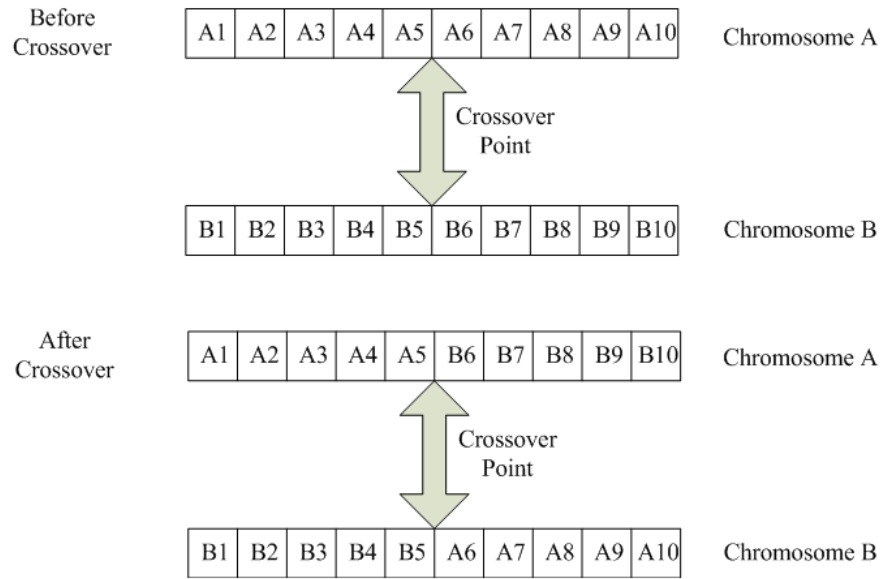 Before
Crossover
A1 A2 A3 A4 A5 A6 A7 A8 A9 A10 Chromosome A
Crossover
Point
B1 B2 B3 B4 B5 B6 B7 B8 B9 B10 Chromosome B
After
Crossover
A1 A2 A3 A4 A5 B6 B7 B8 B9 B10 Chromosome A
Crossover
Point
B1 B2 B3 B4 B5 A6 A7 A8 A9 A10 Chromosome B